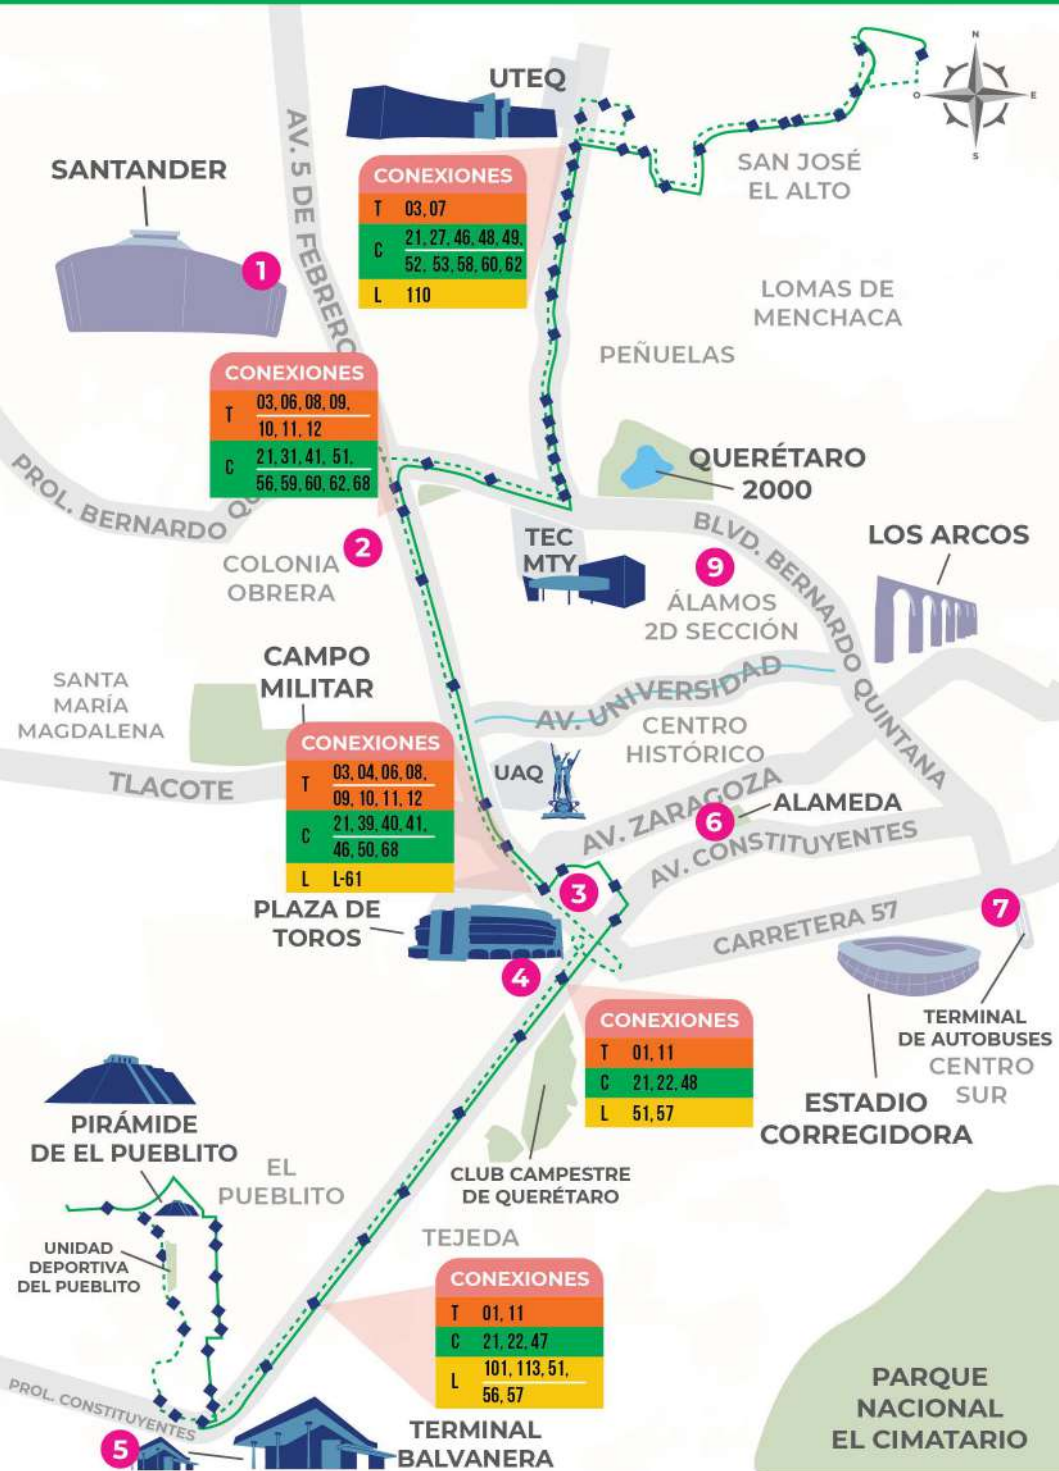 N
O
E
S
UTEQ
AV. 5 DE FEBRERO
SANTANDER
1
CONEXIONES
T 03, 07
C 21, 27, 46, 48, 49,
52, 53, 58, 60, 62
L 110
SAN JOSÉ
EL ALTO
LOMAS DE
MENCHACA
PEÑUELAS
CONEXIONES
T 03, 06, 08, 09,
10, 11, 12
C 21, 31, 41, 51,
56, 59, 60, 62, 68
PROL. BERNARDO QU
QUERÉTARO
2000
TEC
MTY
BLVD. BERNARDO QUINTANA
LOS ARCOS
2
COLONIA
OBRERA
9
ÁLAMOS
2D SECCIÓN
CAMPO
MILITAR
SANTA
MARÍA
MAGDALENA
TLACOTE
AV. UNIVERSIDAD
CENTRO
HISTÓRICO
CONEXIONES
T 03, 04, 06, 08,
09, 10, 11, 12
C 21, 39, 40, 41,
46, 50, 68
L L-61
UAQ
AV. ZARAGOZA
6
ALAMEDA
AV. CONSTITUYENTES
3
PLAZA DE
TOROS
4
CARRETERA 57
7
TERMINAL
DE AUTOBUSES
CENTRO
SUR
ESTADIO
CORREGIDORA
CONEXIONES
T 01, 11
C 21, 22, 48
L 51, 57
PIRÁMIDE
DE EL PUEBLITO
EL
PUEBLITO
CLUB CAMPESTRE
DE QUERÉTARO
UNIDAD
DEPORTIVA
DEL PUEBLITO
TEJEDA
CONEXIONES
T 01, 11
C 21, 22, 47
L 101, 113, 51,
56, 57
PROL. CONSTITUYENTES
5
TERMINAL
BALVANERA
PARQUE
NACIONAL
EL CIMATARIO